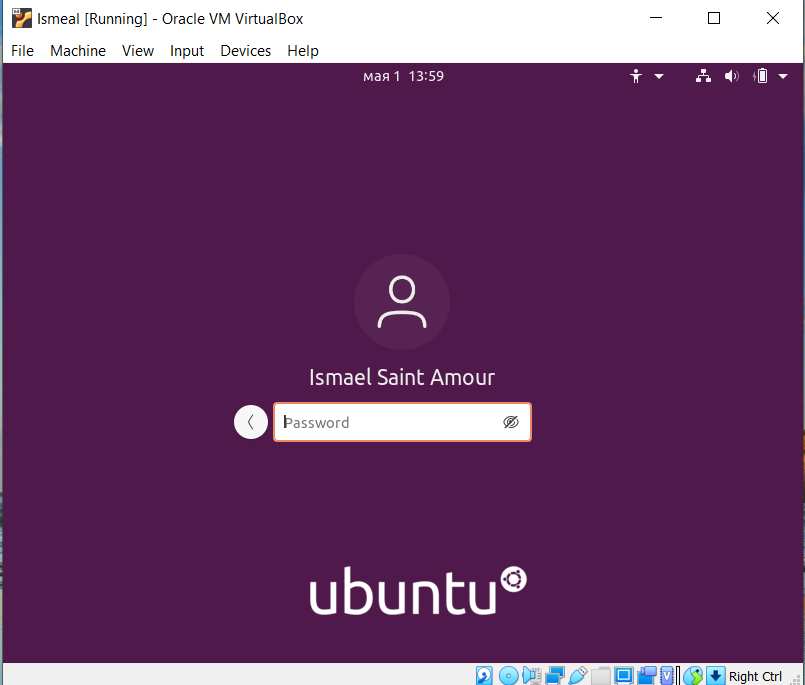 Ismeal [Running] - Oracle VM VirtualBox
File Machine View Input Devices Help
мая 1 13:59
Ismael Saint Amour
Password
ubuntu
Right Ctrl